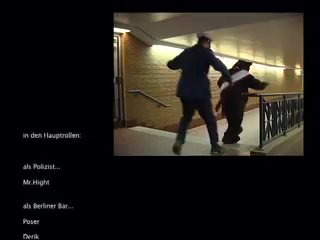 in den Hauptrollen:
als Polizist...
Mr.Hight
als Berliner Bär...
Poser
Derik